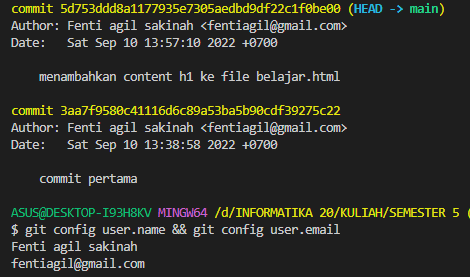 commit 5d753ddd8a1177935e7305aedbd9df22c1f0be00 (HEAD -> main)
Author: Fenti agil sakinah <fentiagil@gmail.com>
Date:   Sat Sep 10 13:57:10 2022 +0700
menambahkan content h1 ke file belajar.html
commit 3aa7f9580c41116d6c89a53ba5b90cdf39275c22
Author: Fenti agil sakinah <fentiagil@gmail.com>
Date:   Sat Sep 10 13:38:58 2022 +0700
commit pertama
ASUS@DESKTOP-I93H8KV MINGW64 /d/INFORMATIKA 20/KULIAH/SEMESTER 5 (
$ git config user.name && git config user.email
Fenti agil sakinah
fentiagil@gmail.com